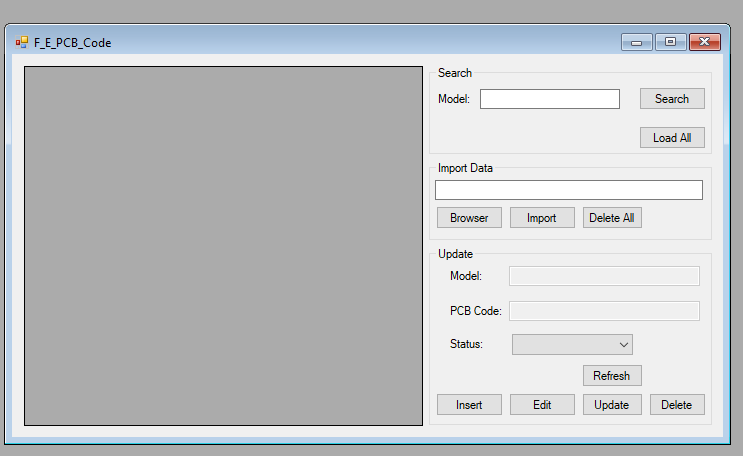 F_E_PCB_Code
Search
Model:
Search
Load All
Import Data
Browser
Import
Delete All
Update
Model:
PCB Code:
Status:
Refresh
Insert
Edit
Update
Delete